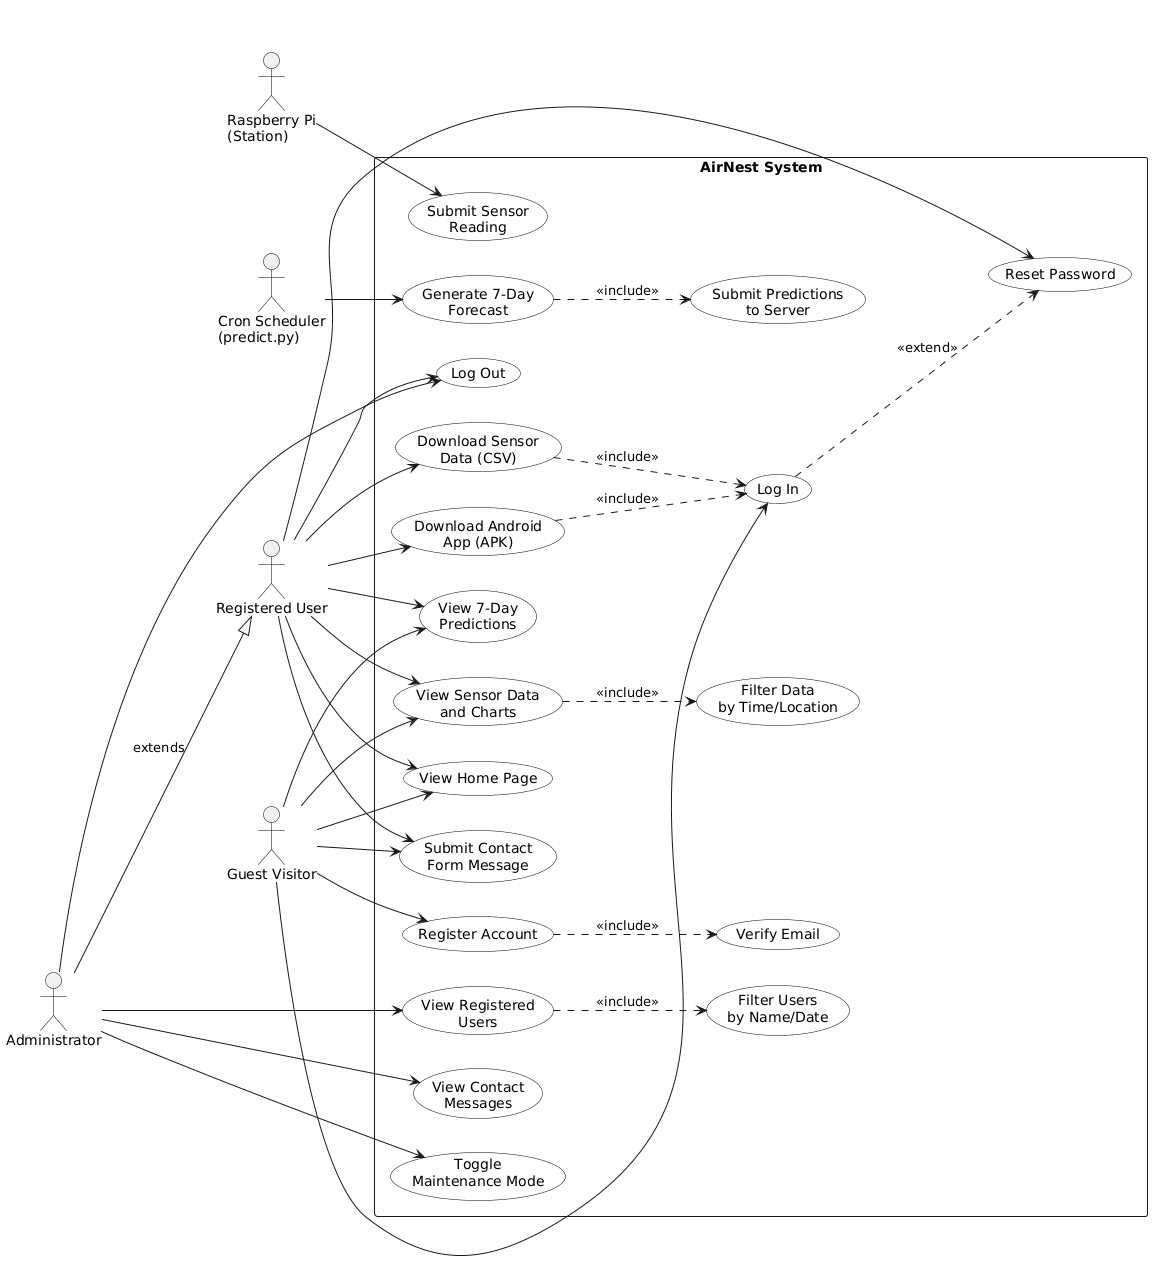 Raspberry Pi
(Station)
AirNest System
Submit Sensor
Reading
Reset Password
Cron Scheduler
(predict.py)
Generate 7-Day
Forecast
«include»
Submit Predictions
to Server
«extend»
Log Out
Download Sensor
Data (CSV)
«include»
Log In
Download Android
App (APK)
«include»
Registered User
View 7-Day
Predictions
View Sensor Data
and Charts
«include»
Filter Data
by Time/Location
extends
View Home Page
Guest Visitor
Submit Contact
Form Message
Register Account
«include»
Verify Email
Administrator
View Registered
Users
«include»
Filter Users
by Name/Date
View Contact
Messages
Toggle
Maintenance Mode